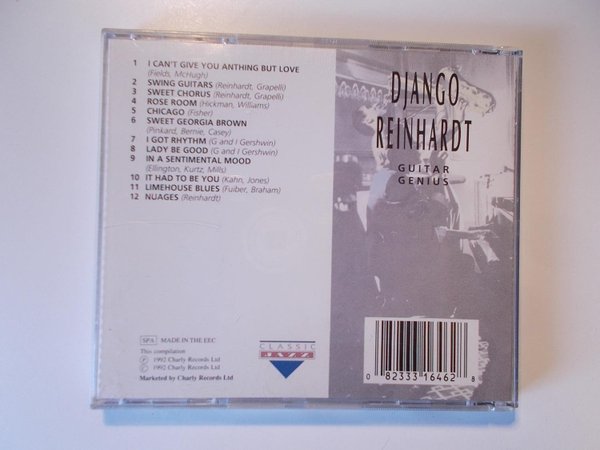 1 I CAN'T GIVE YOU ANTHING BUT LOVE
(Fields, McHugh)
2 SWING GUITARS (Reinhardt, Grapelli)
3 SWEET CHORUS (Reinhardt, Grapelli)
4 ROSE ROOM (Hickman, Williams)
5 CHICAGO (Fisher)
6 SWEET GEORGIA BROWN
(Pinkard, Bernie, Casey)
7 I GOT RHYTHM (G and I Gershwin)
8 LADY BE GOOD (G and I Gershwin)
9 IN A SENTIMENTAL MOOD
(Ellington, Kurtz, Mills)
10 IT HAD TO BE YOU (Kahn, Jones)
11 LIMEHOUSE BLUES (Fuiber, Braham)
12 NUAGES (Reinhardt)
DJANGO
REINHARDT
GUITAR
GENIUS
SPA MADE IN THE EEC
This compilation
℗ 1992 Charly Records Ltd
© 1992 Charly Records Ltd
Marketed by Charly Records Ltd
CLASSIC
JAZZ
0 82333 16462 8